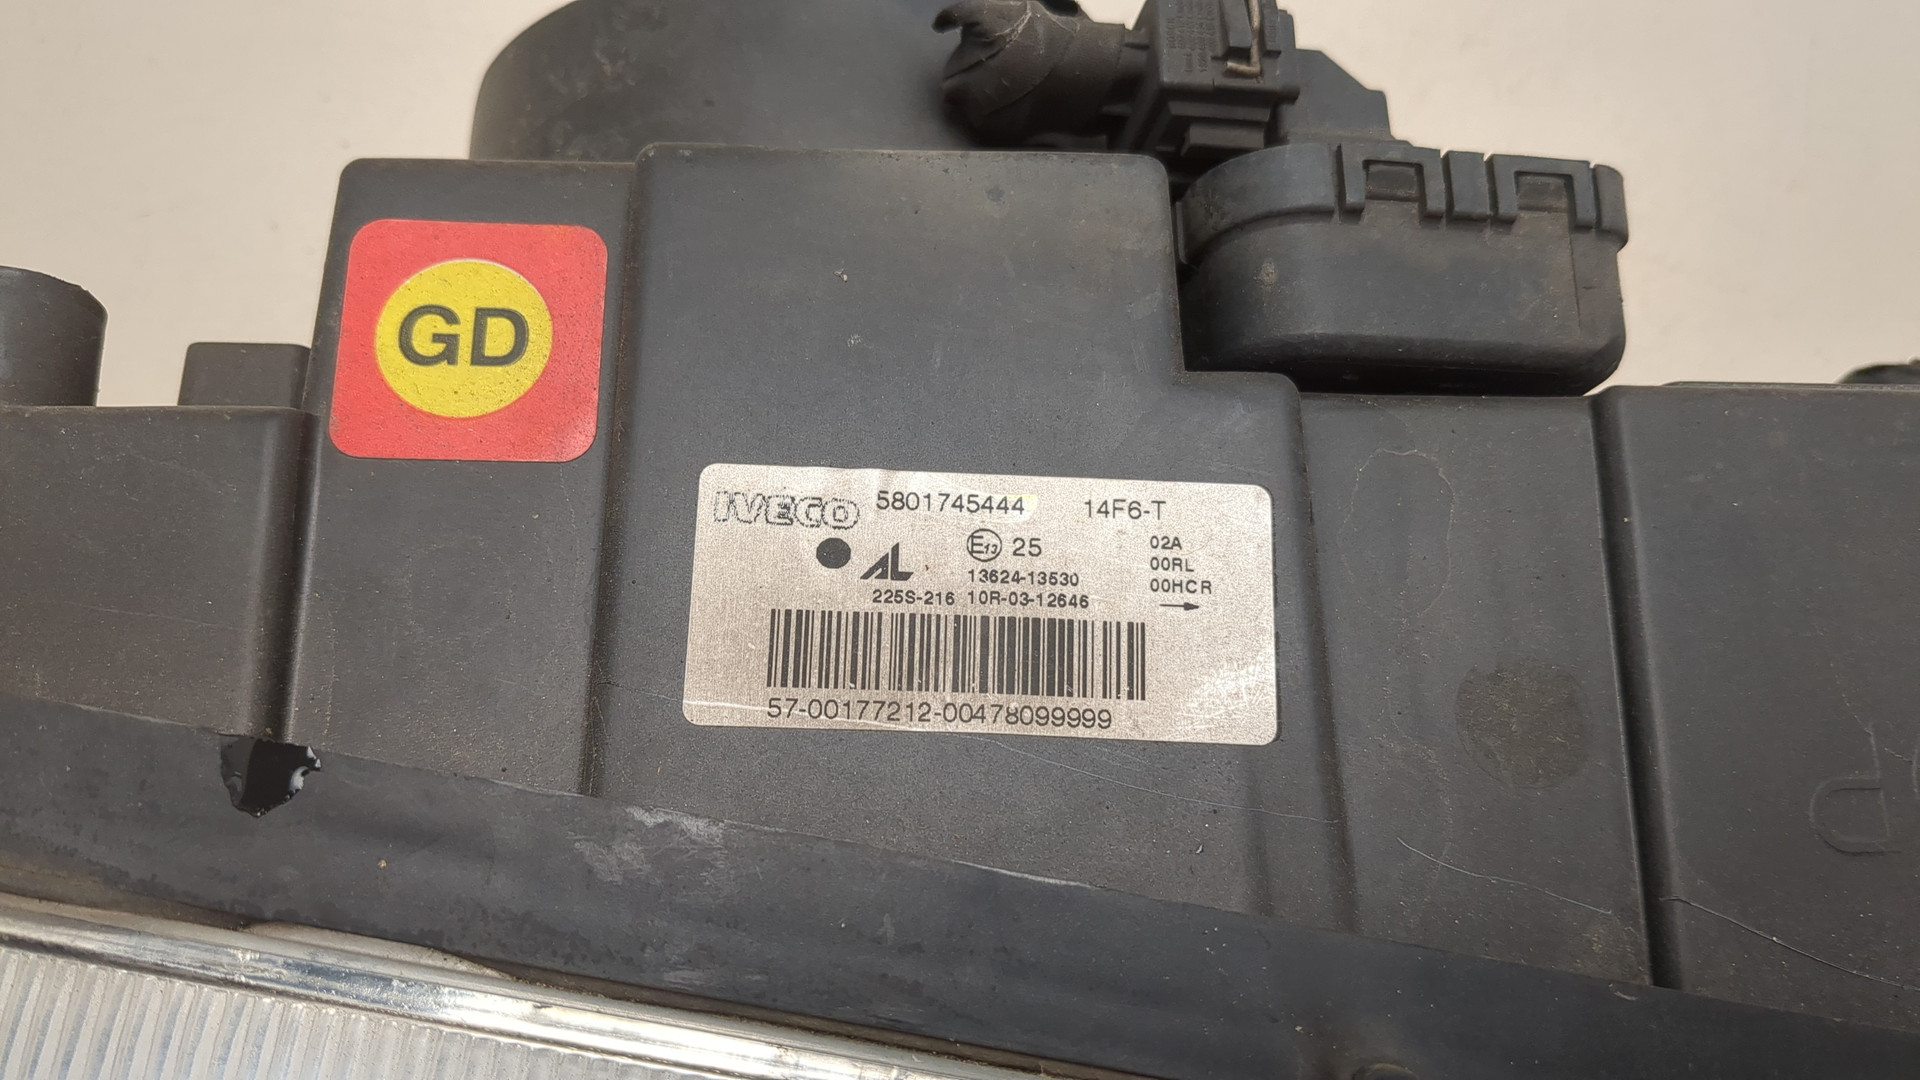 GD
IVECO 5801745444 14F6-T
AL E13 25 02A
13624-13530 00RL
00HCR
225S-216 10R-03-12646
57-00177212-00478099999